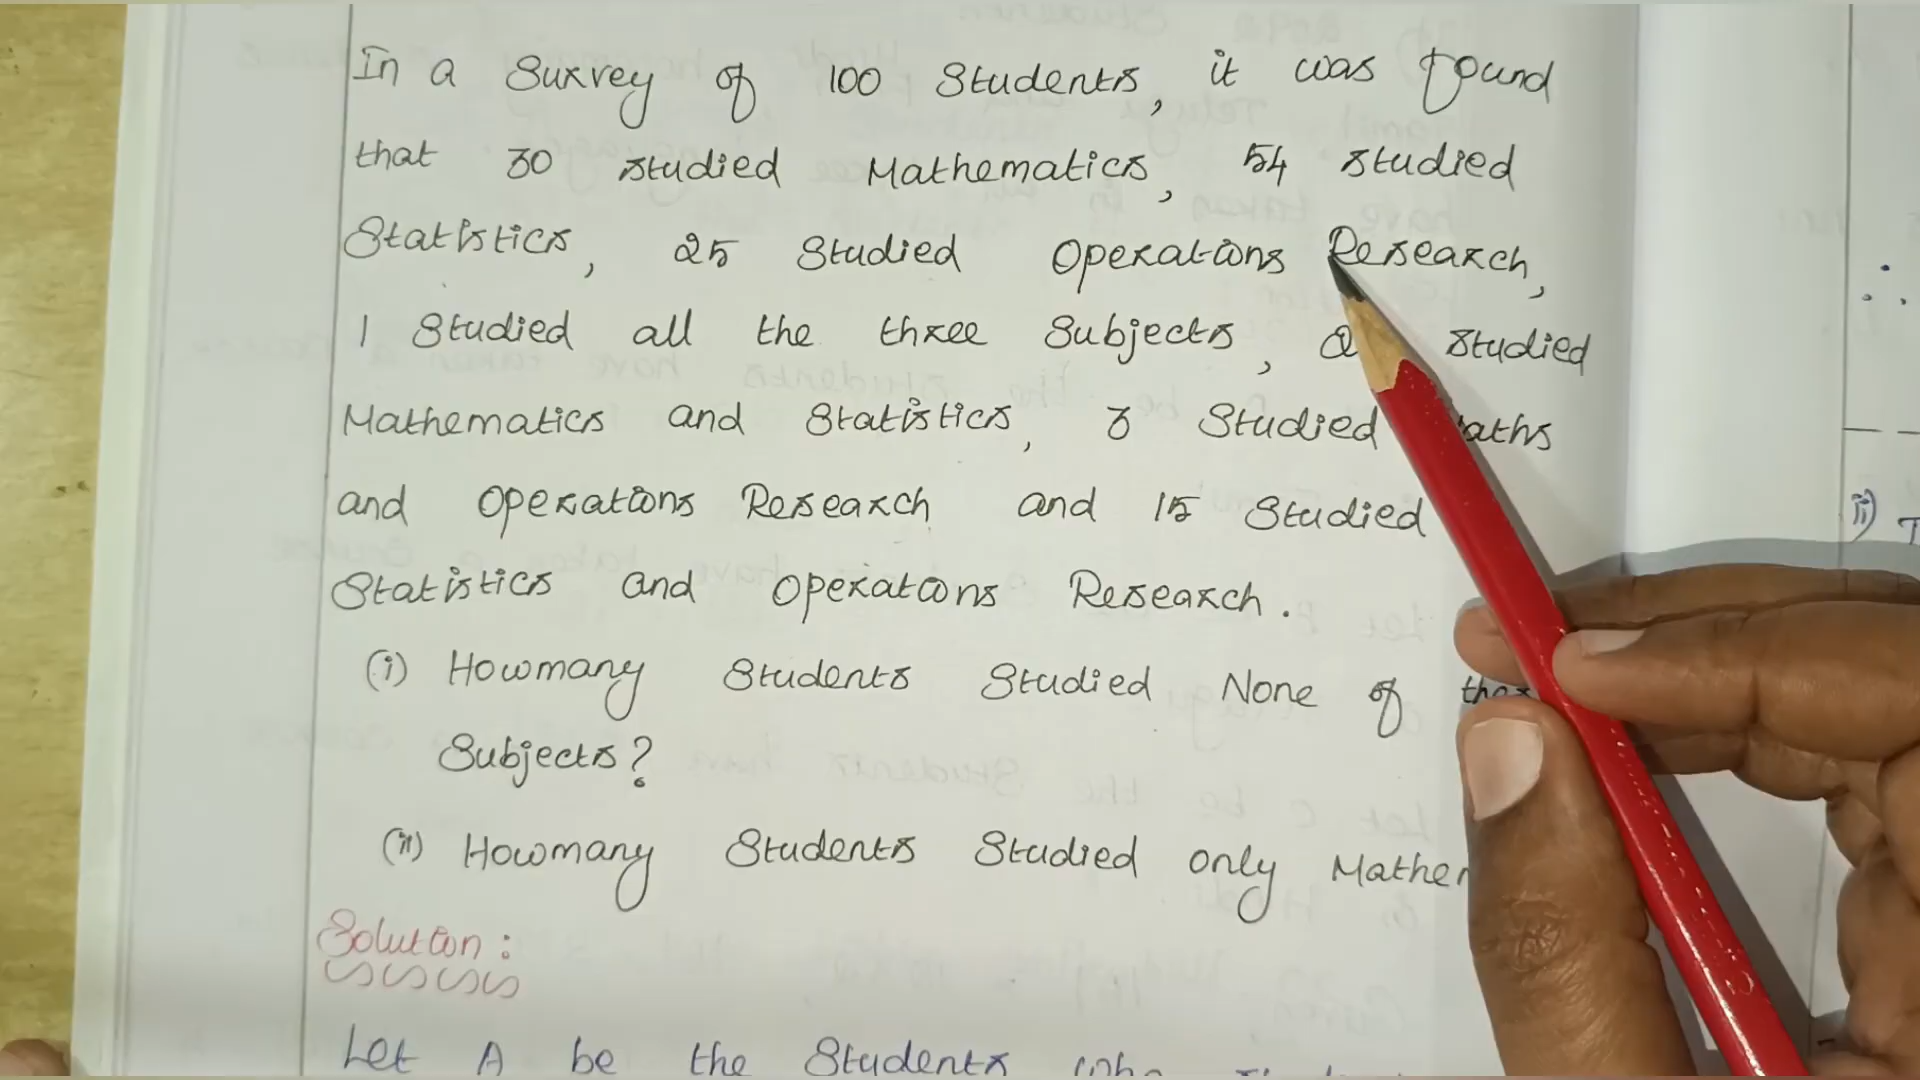 In a Survey of 100 Students, it was found
that 30 studied Mathematics, 54 studied
Statistics, 25 Studied Operations Research,
1 Studied all the three Subjects, studied
Mathematics and Statistics, 3 Studied
and Operations Research and 15 Studied
Statistics and Operations Research.
(i) Howmany Students Studied None of
Subjects?
(ii) Howmany Students Studied only
Solution:
Let A be the Students
ii)